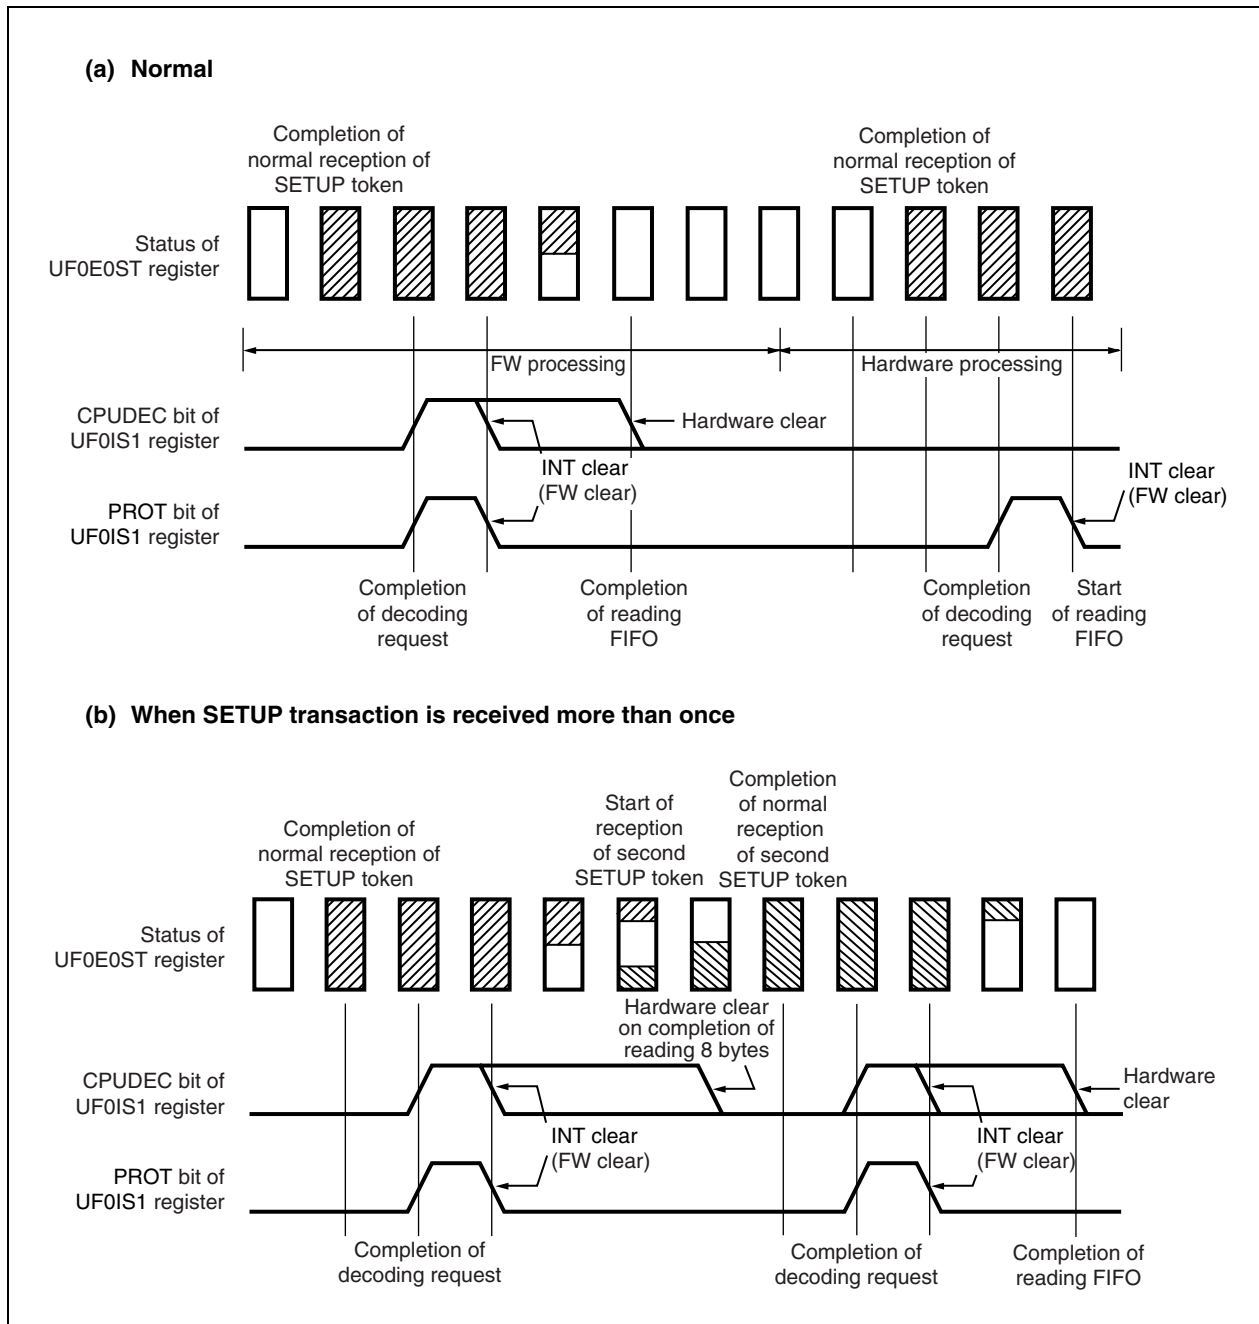 (a) Normal
Completion of
normal reception of
SETUP token
Completion of
normal reception of
SETUP token
Status of
UF0E0ST register
FW processing
Hardware processing
CPUDEC bit of
UF0IS1 register
Hardware clear
INT clear
(FW clear)
INT clear
(FW clear)
PROT bit of
UF0IS1 register
Completion
of decoding
request
Completion
of reading
FIFO
Completion
of decoding
request
Start
of reading
FIFO
(b) When SETUP transaction is received more than once
Completion of
normal reception of
SETUP token
Start of
reception
of second
SETUP token
Completion
of normal
reception
of second
SETUP token
Status of
UF0E0ST register
Hardware clear
on completion of
reading 8 bytes
CPUDEC bit of
UF0IS1 register
Hardware
clear
INT clear
(FW clear)
INT clear
(FW clear)
PROT bit of
UF0IS1 register
Completion of
decoding request
Completion of
decoding request
Completion of
reading FIFO